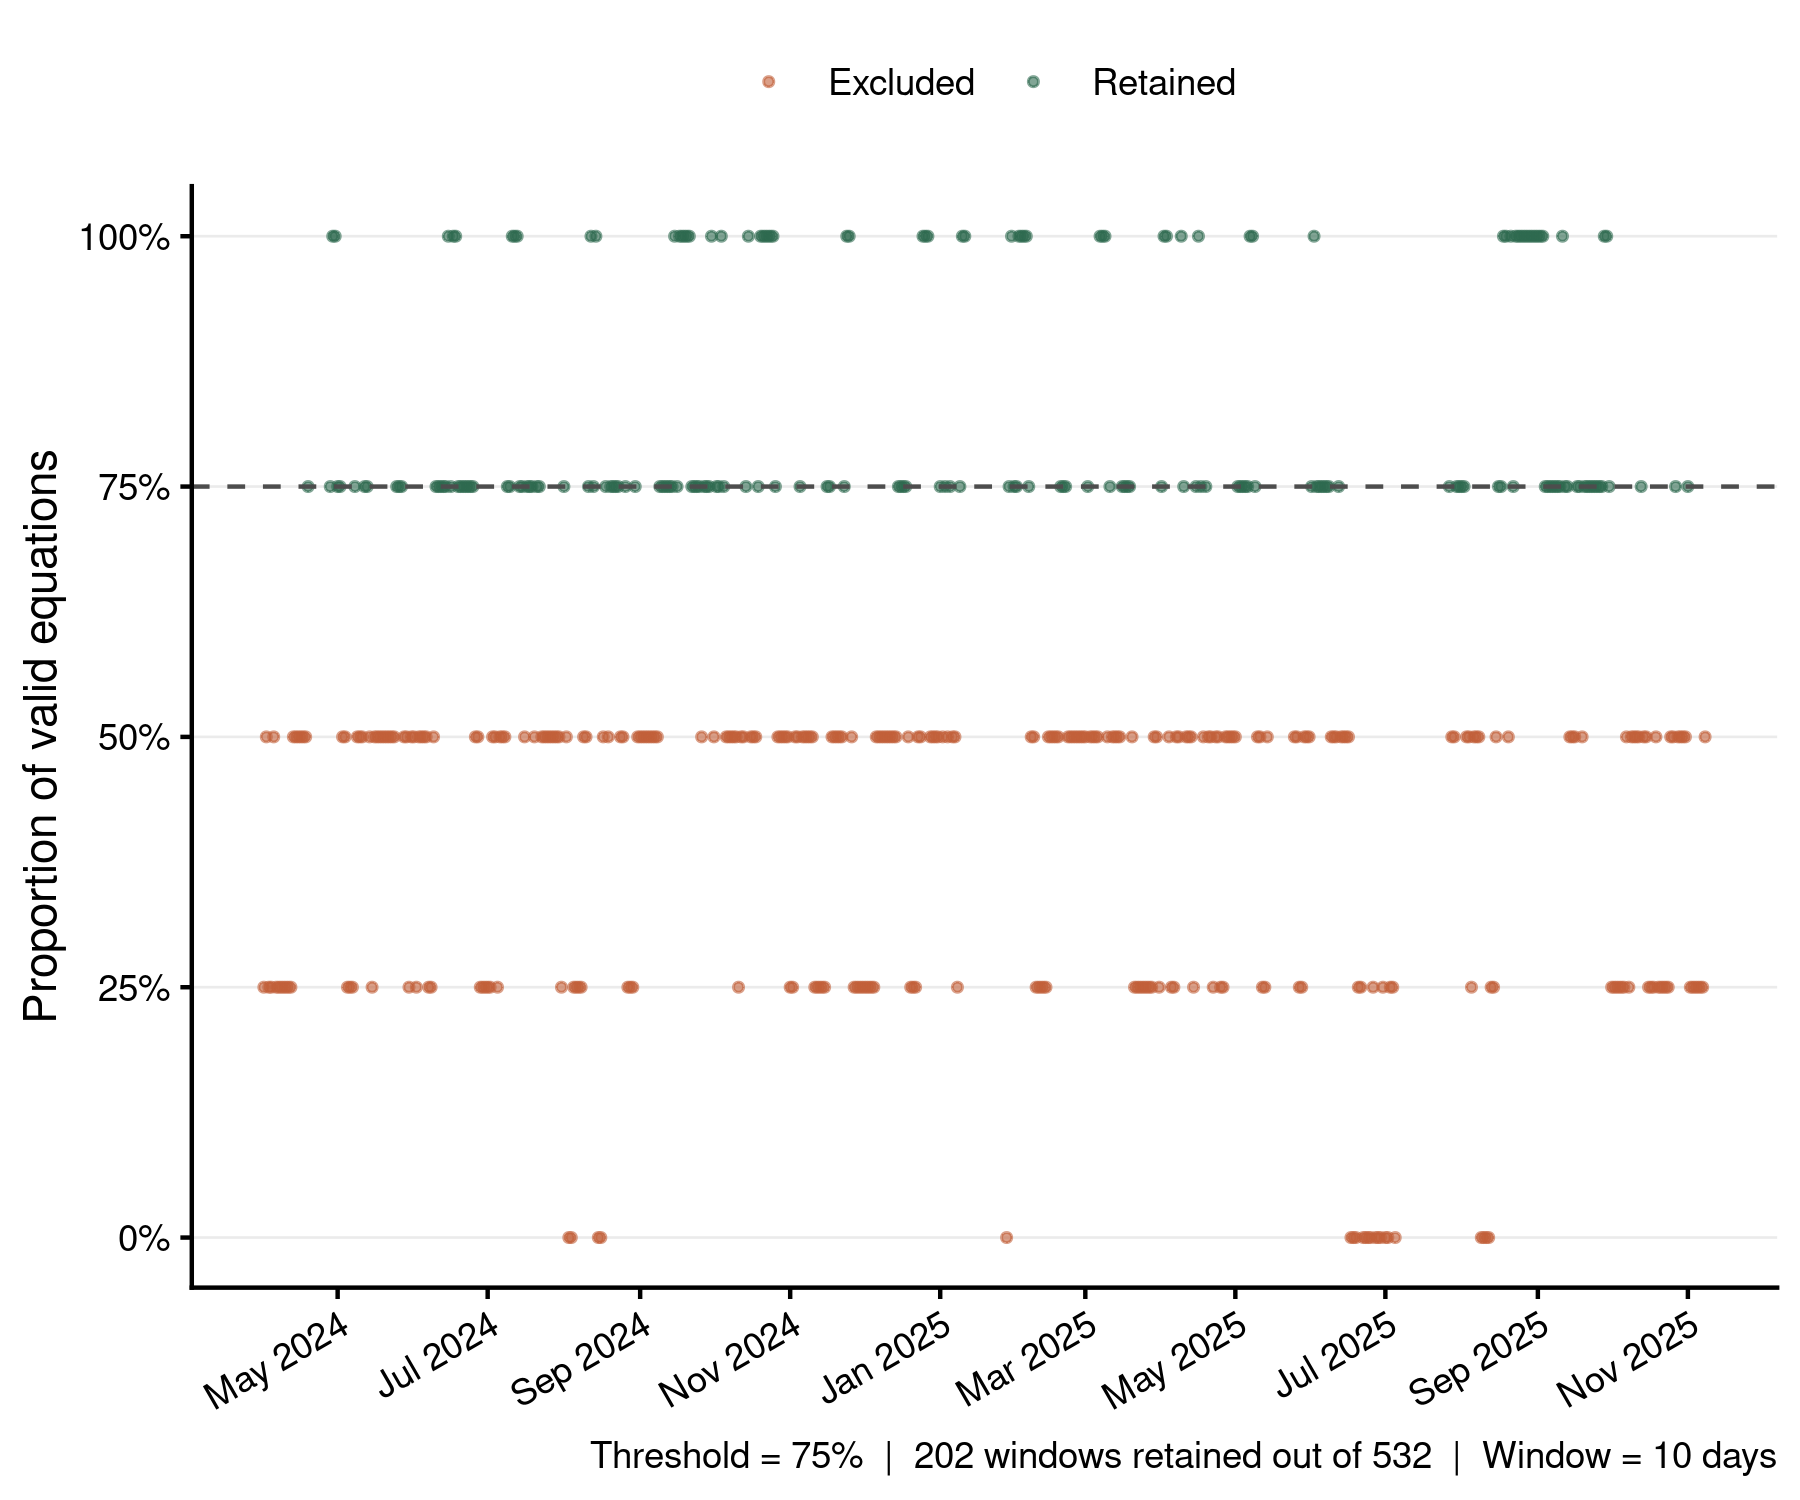 Excluded Retained
100%
75%
50%
25%
0%
Proportion of valid equations
May 2024 Jul 2024 Sep 2024 Nov 2024 Jan 2025 Mar 2025 May 2025 Jul 2025 Sep 2025 Nov 2025
Threshold = 75% | 202 windows retained out of 532 | Window = 10 days